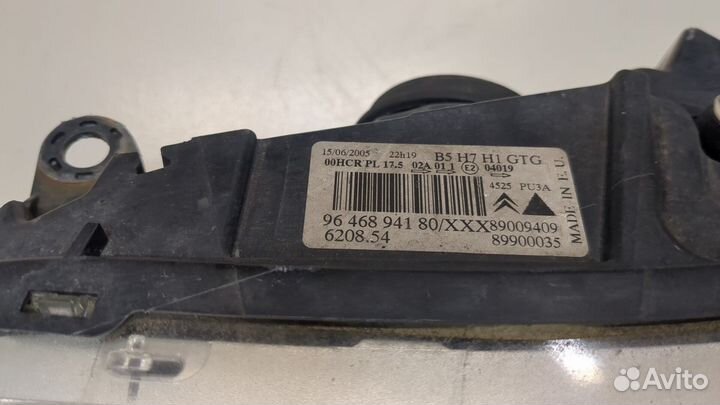 15/06/2005 22h19 B5 H7 H1 GTG
00HCR PL 17.5 02A 01 1 E2 04019
4525 PU3A
96 468 941 80/XXX 89009409
6208.54 89900035
MADE IN E.U.
Avito